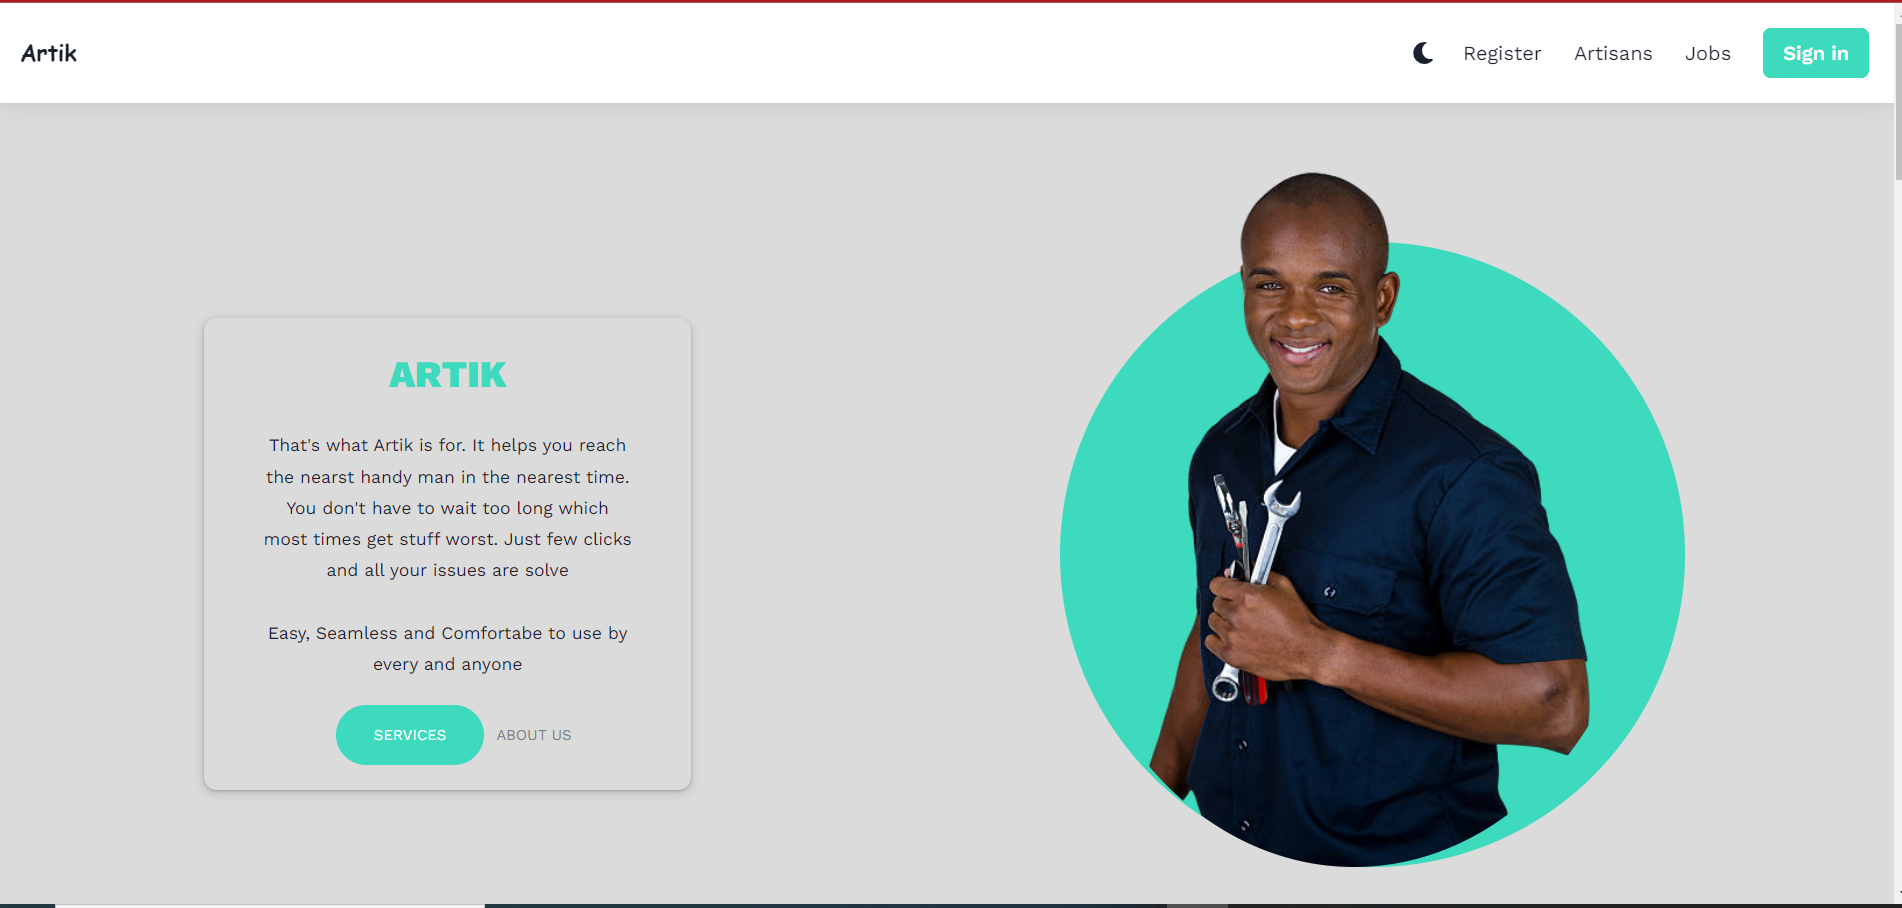 Artik
Register
Artisans
Jobs
Sign in
ARTIK
That's what Artik is for. It helps you reach
the nearst handy man in the nearest time.
You don't have to wait too long which
most times get stuff worst. Just few clicks
and all your issues are solve
Easy, Seamless and Comfortabe to use by
every and anyone
SERVICES
ABOUT US